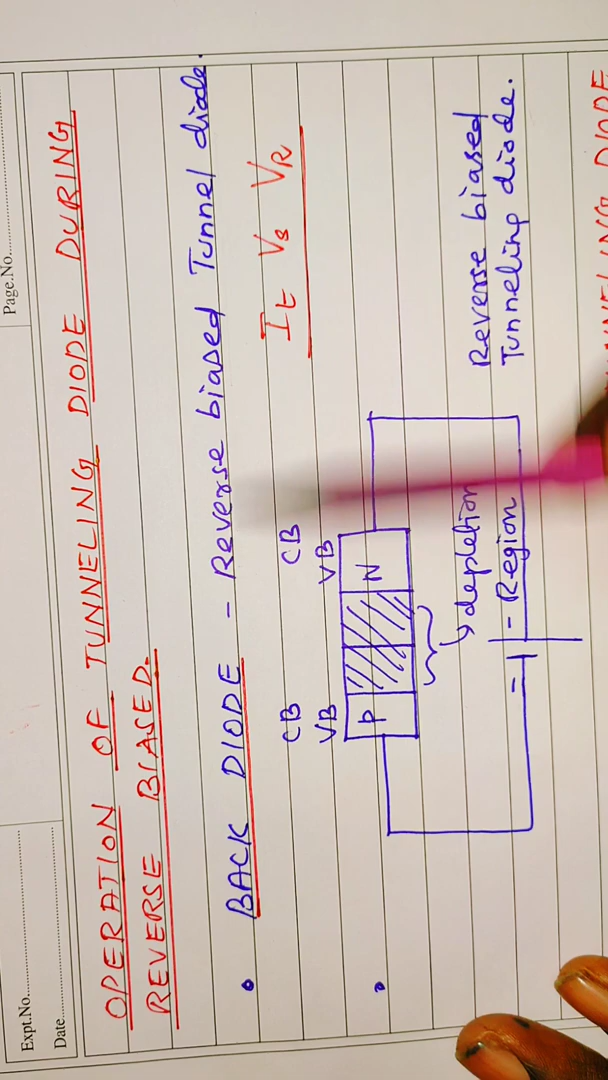 Expt.No.
Date
Page.No.
OPERATION OF TUNNELING DIODE DURING
REVERSE BIASED.
• BACK DIODE - Reverse biased Tunnel diode.
It Vs VR
CB CB
VB VB
P N
depletion
Region
Reverse biased
Tunneling diode.
DIODE